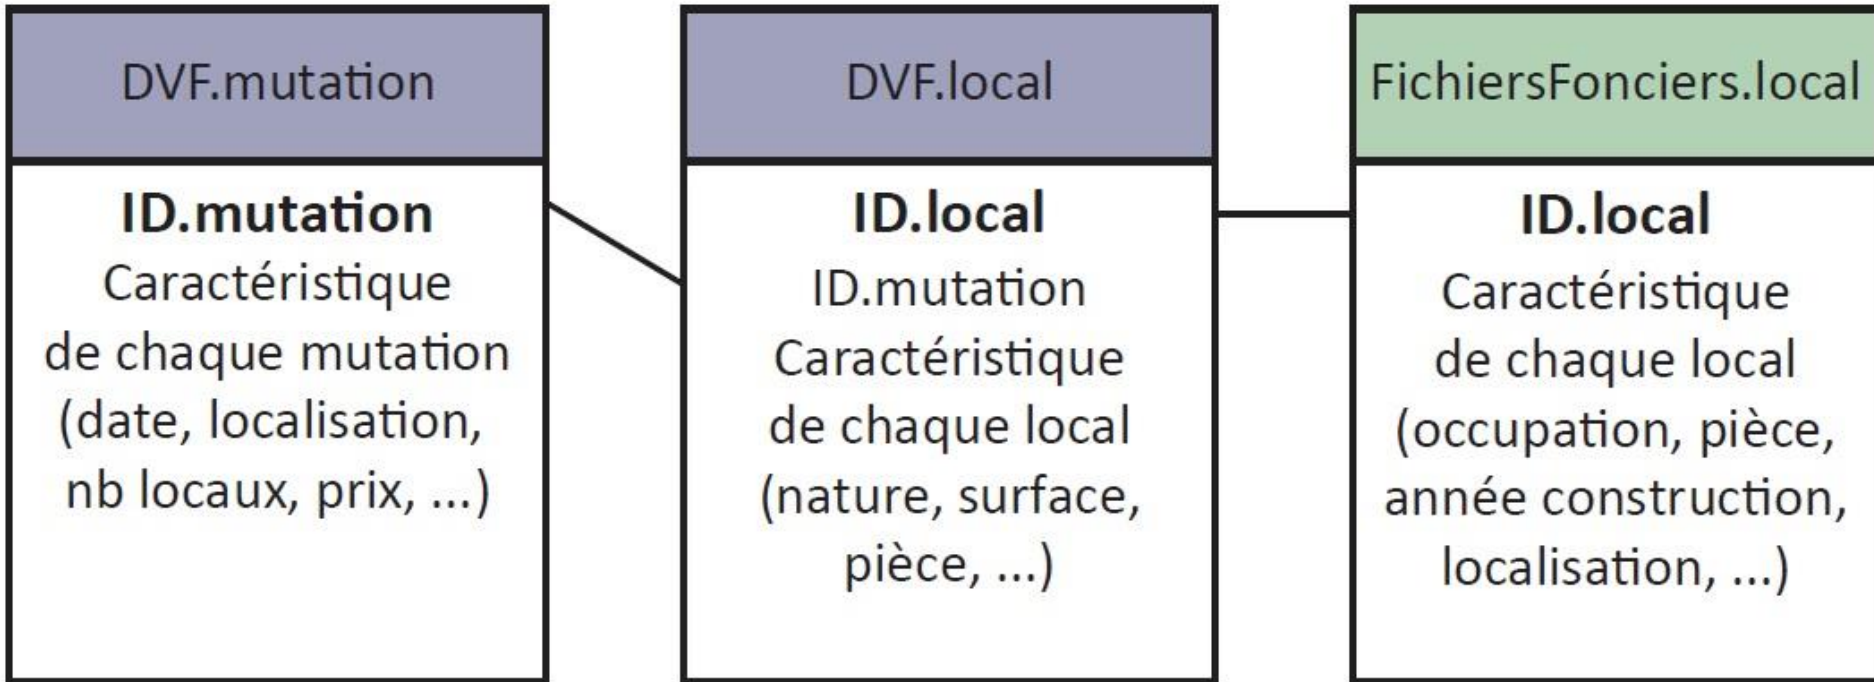 DVF.mutation
ID.mutation
Caractéristique
de chaque mutation
(date, localisation,
nb locaux, prix, ...)
DVF.local
ID.local
ID.mutation
Caractéristique
de chaque local
(nature, surface,
pièce, ...)
FichiersFonciers.local
ID.local
Caractéristique
de chaque local
(occupation, pièce,
année construction,
localisation, ...)